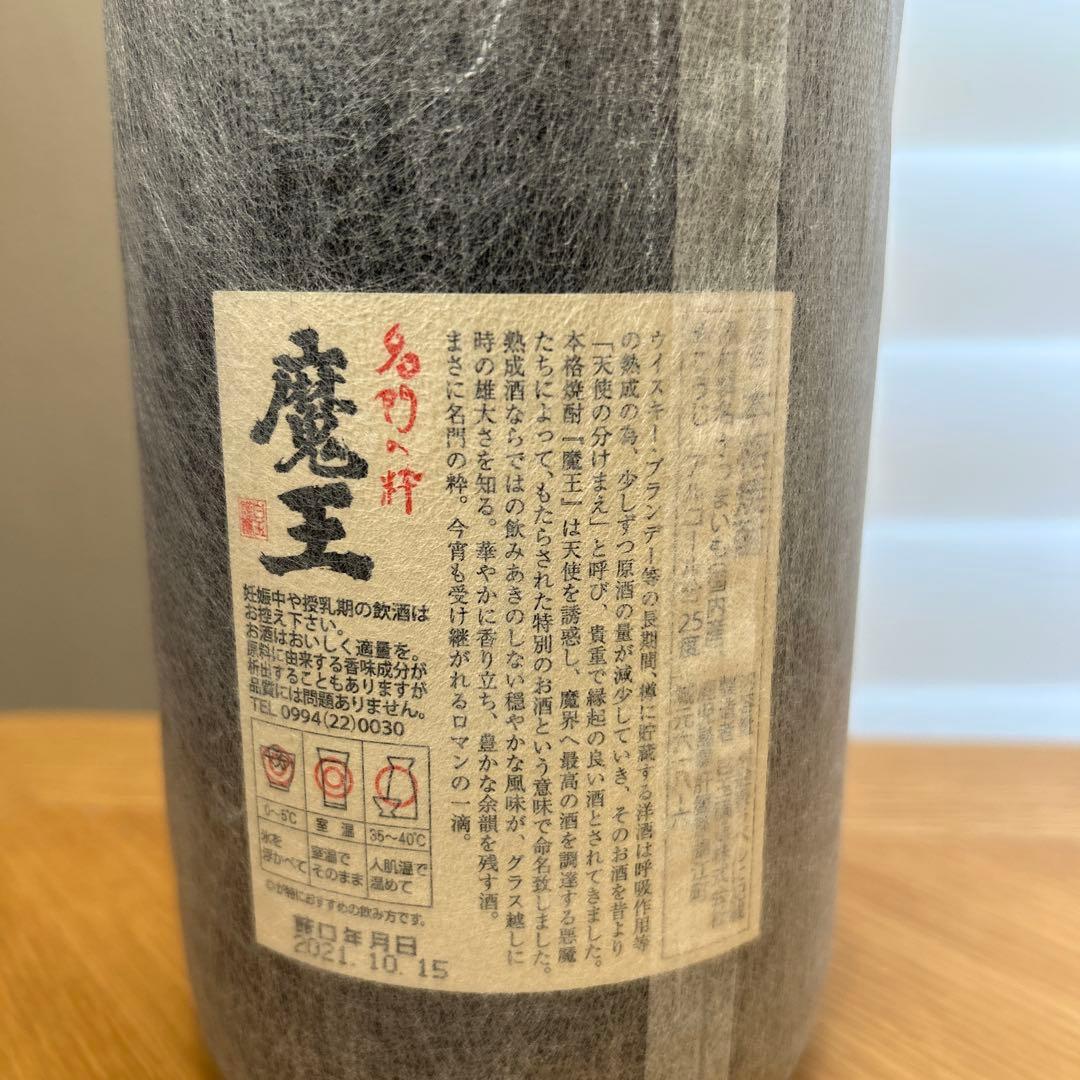 ウイスキー・ブランデー等の長期間、樽に貯蔵する洋酒は呼吸作用等
の熟成の為、少しずつ原酒の量が減少していき、そのお酒を昔より
「天使の分けまえ」と呼び、貴重で縁起の良い酒とされてきました。
本格焼酎『魔王』は天使を誘惑し、魔界へ最高の酒を調達する悪魔
たちによって、もたらされた特別のお酒という意味で命名致しました。
熟成酒ならではの飲みあきのしない穏やかな風味が、グラス越しに
時の雄大さを知る。華やかに香り立ち、豊かな余韻を残す酒。
まさに名門の粋。今宵も受け継がれるロマンの一滴。
名門の粋
魔王
妊娠中や授乳期の飲酒は
お控え下さい。
お酒はおいしく適量を。
原料に由来する香味成分が
析出することもありますが
品質には問題ありません。
TEL 0994(22)0030
0〜5℃
室温
35〜40℃
氷を
浮かべて
室温で
そのまま
人肌温で
温めて
◎が特におすすめの飲み方です。
詰口年月日
2021.10.15
25度